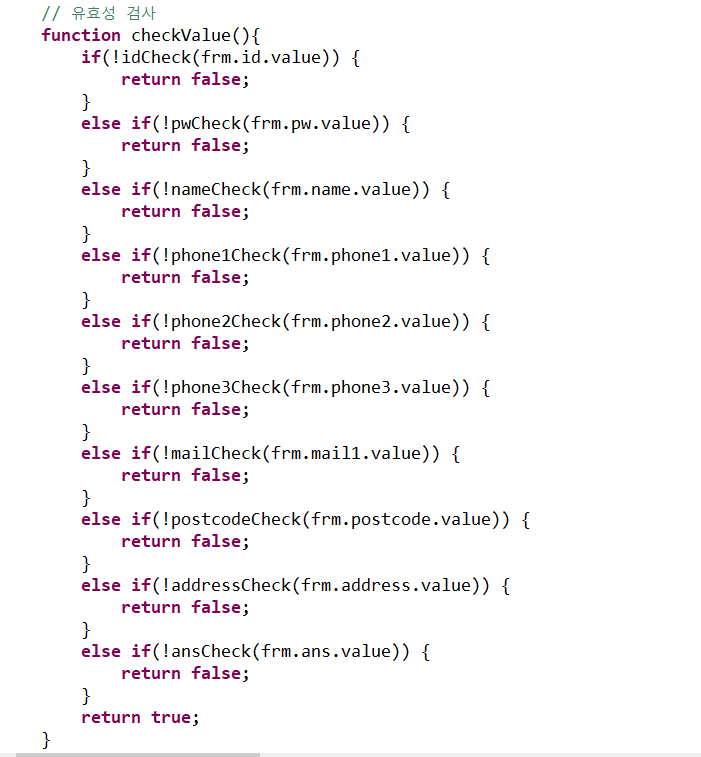 // 유효성 검사
function checkValue(){
    if(!idCheck(frm.id.value)) {
        return false;
    }
    else if(!pwCheck(frm.pw.value)) {
        return false;
    }
    else if(!nameCheck(frm.name.value)) {
        return false;
    }
    else if(!phone1Check(frm.phone1.value)) {
        return false;
    }
    else if(!phone2Check(frm.phone2.value)) {
        return false;
    }
    else if(!phone3Check(frm.phone3.value)) {
        return false;
    }
    else if(!mailCheck(frm.mail1.value)) {
        return false;
    }
    else if(!postcodeCheck(frm.postcode.value)) {
        return false;
    }
    else if(!addressCheck(frm.address.value)) {
        return false;
    }
    else if(!ansCheck(frm.ans.value)) {
        return false;
    }
    return true;
}